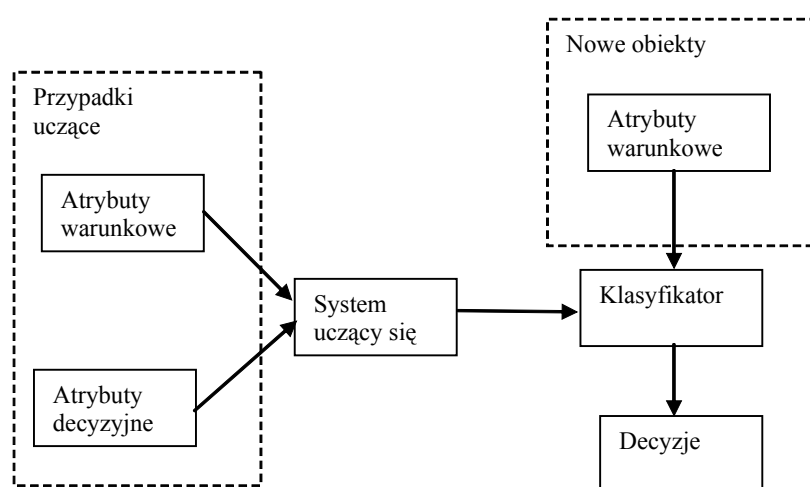 Nowe obiekty
Przypadki
uczące
Atrybuty
warunkowe
Atrybuty
warunkowe
System
uczący się
Klasyfikator
Atrybuty
decyzyjne
Decyzje